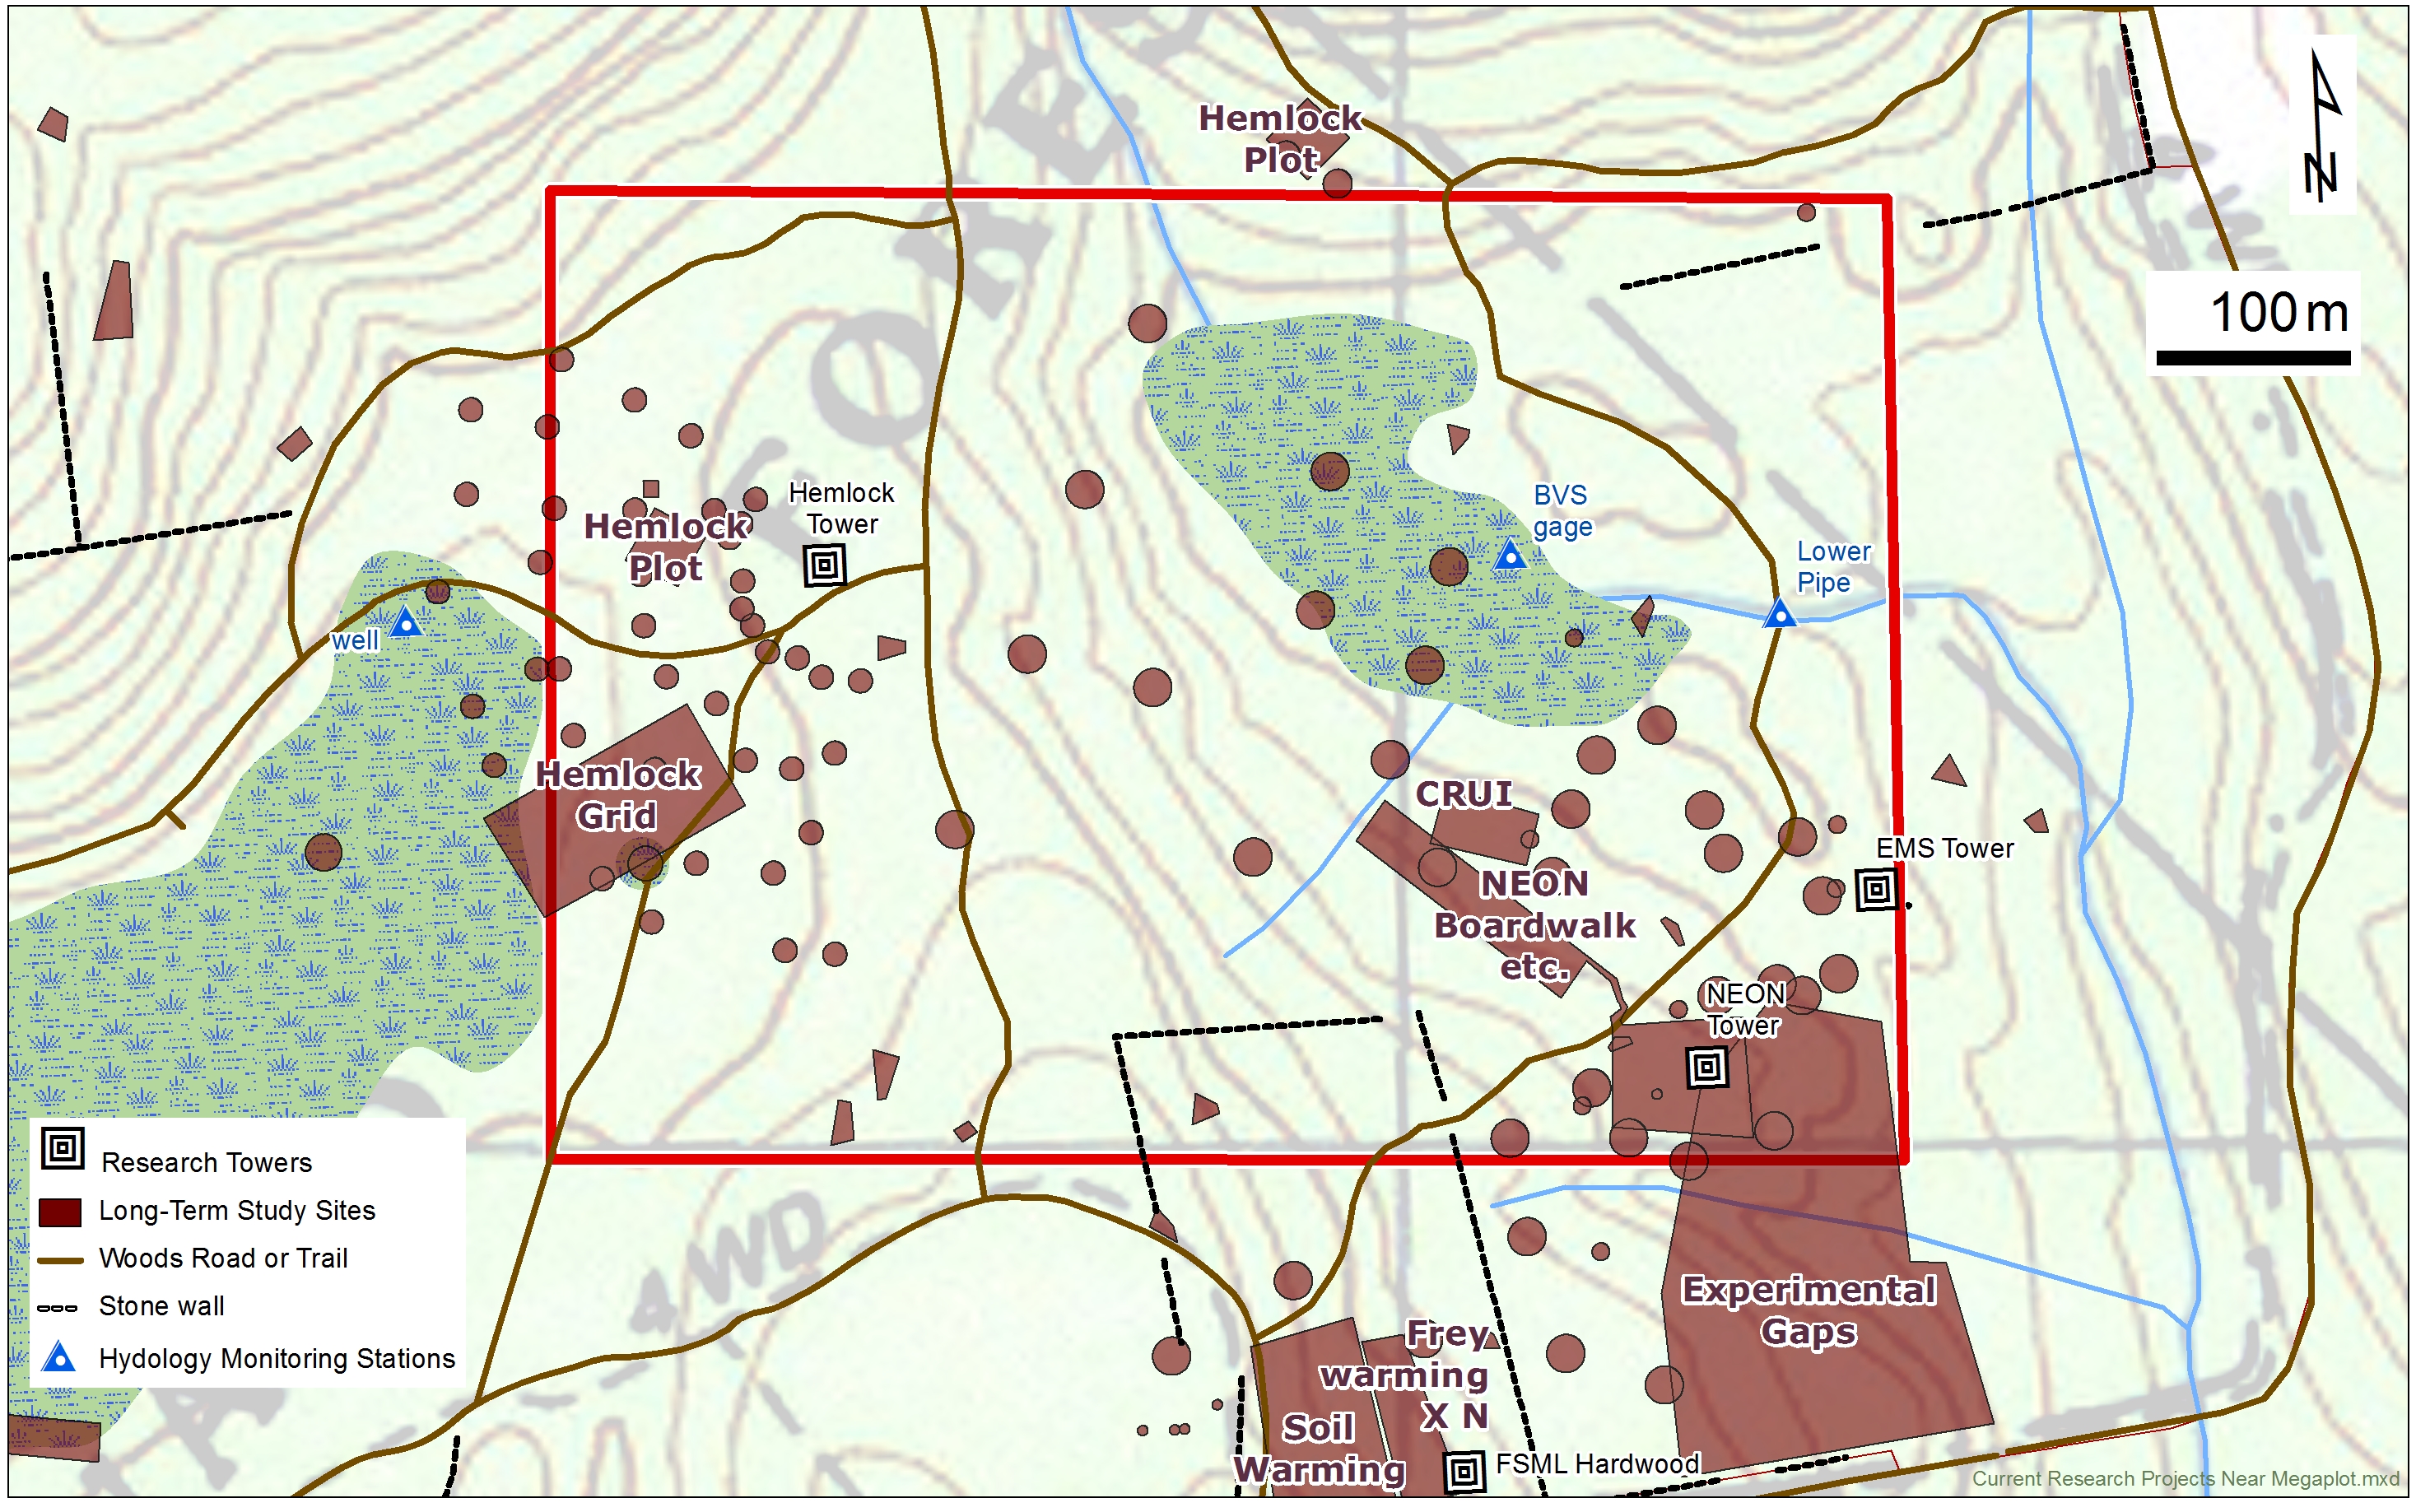 Hemlock
Plot
N
100 m
Hemlock
Tower
Hemlock
Plot
BVS
gage
Lower
Pipe
well
Hemlock
Grid
CRUI
EMS Tower
NEON
Boardwalk
etc.
NEON
Tower
Research Towers
Long-Term Study Sites
Woods Road or Trail
Stone wall
Hydology Monitoring Stations
4WD
Experimental
Gaps
Frey
warming
X N
Soil
Warming
FSML Hardwood
Current Research Projects Near Megaplot.mxd